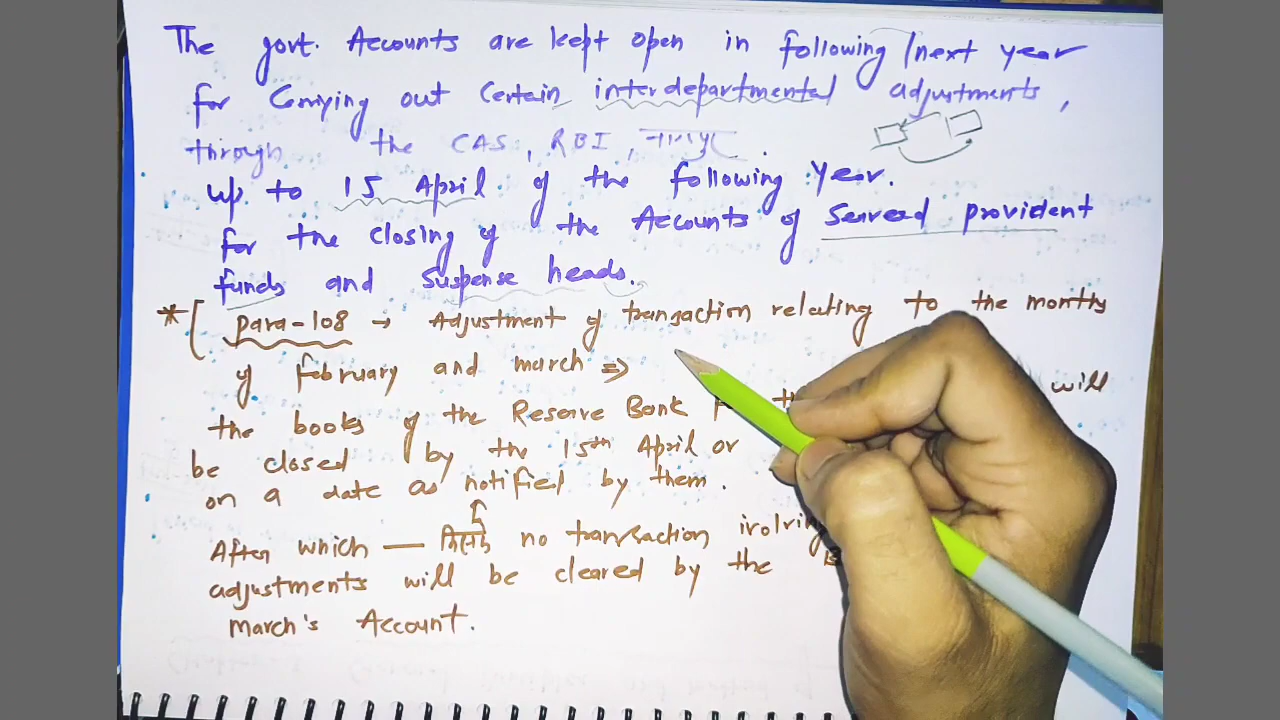 The govt. Accounts are kept open in following / next year
for Carrying out Certain interdepartmental adjustments,
through the CAS, RBI,
up to 15 April of the following year.
for the closing of the Accounts of several provident
funds and suspense heads.
* [ para-108 → Adjustment of transaction relating to the monthly
of february and march ⇒
the books of the Reserve Bank will
be closed by the 15th April or
on a date as notified by them.
After which — no transaction
adjustments will be cleared by the
march's Account.